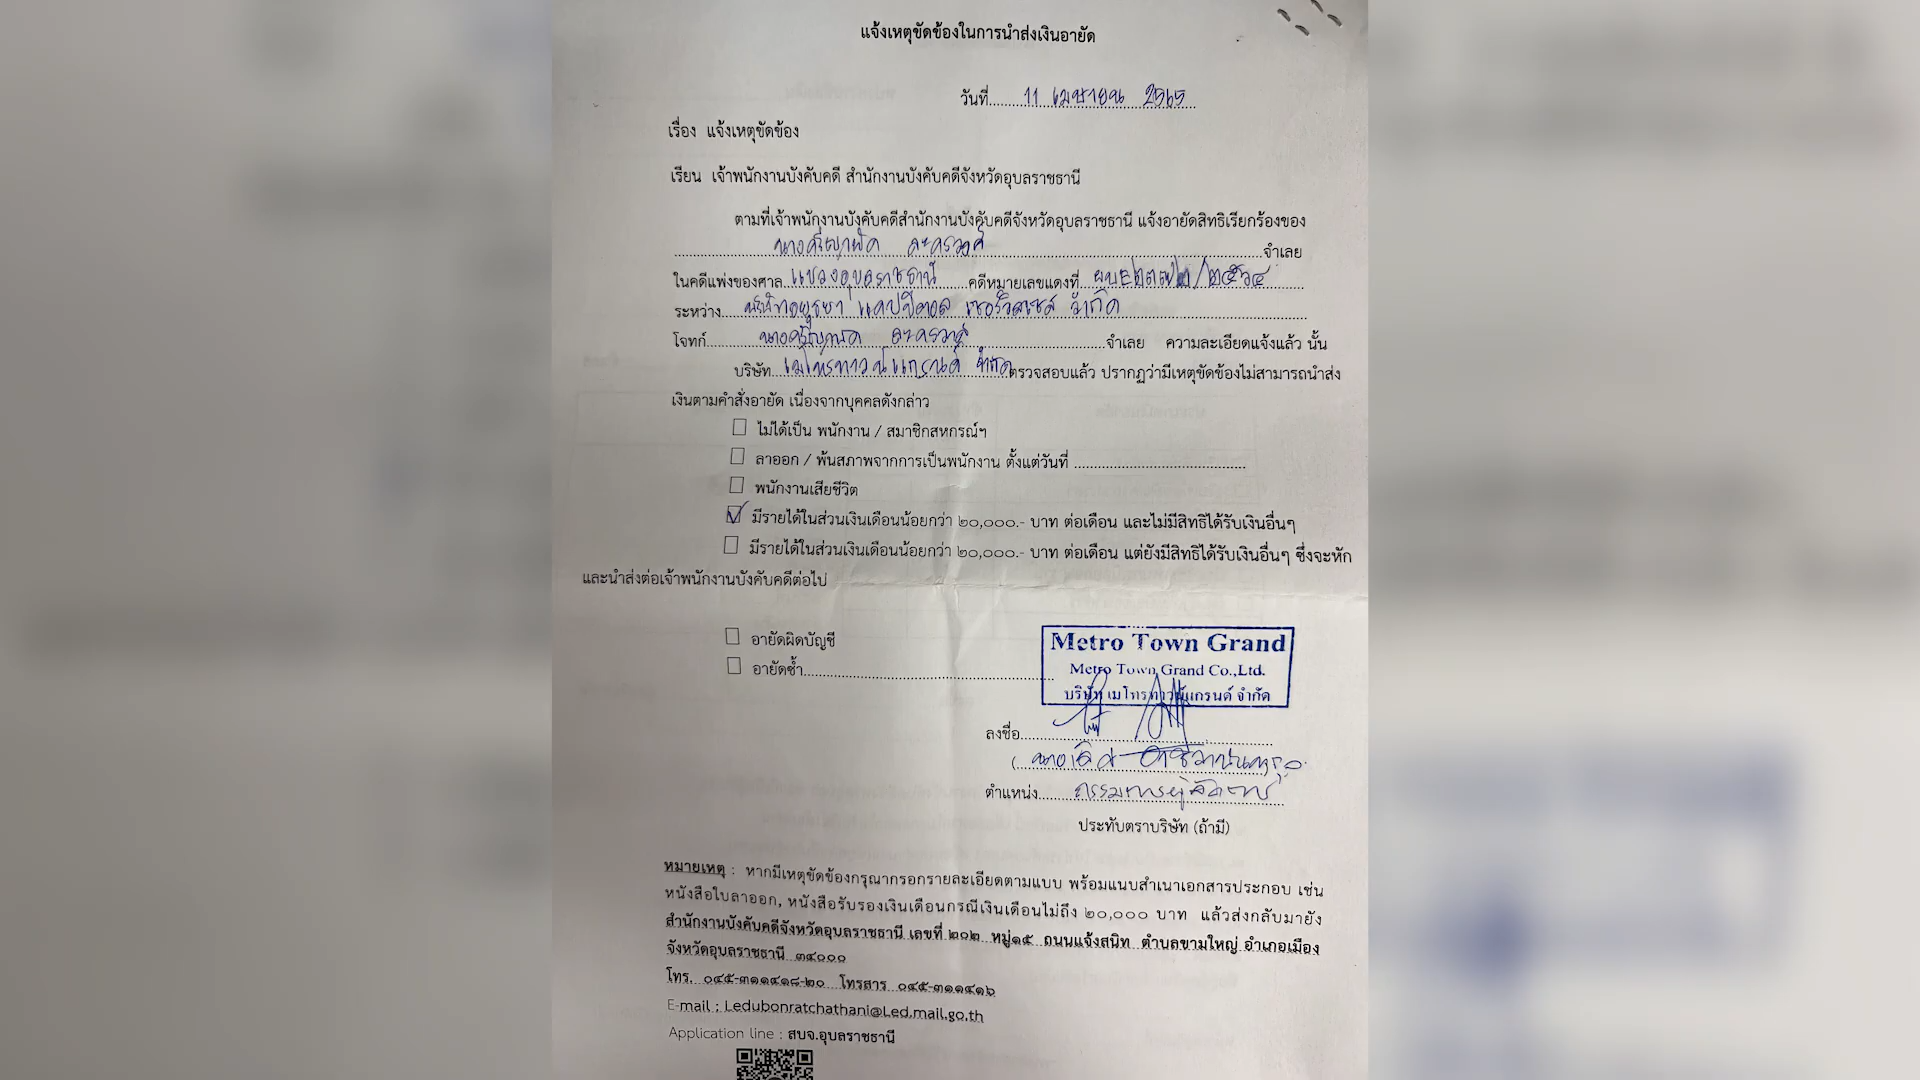 แจ้งเหตุขัดข้องในการนำส่งเงินอายัด
วันที่ 11 เมษายน 2565
เรื่อง แจ้งเหตุขัดข้อง
เรียน เจ้าพนักงานบังคับคดี สำนักงานบังคับคดีจังหวัดอุบลราชธานี
ตามที่เจ้าพนักงานบังคับคดีสำนักงานบังคับคดีจังหวัดอุบลราชธานี แจ้งอายัดสิทธิเรียกร้องของ
จำเลย
ในคดีแพ่งของศาล แขวงอุบลราชธานี คดีหมายเลขแดงที่
ระหว่าง บริษัทอยุธยา แคปปิตอล เซอร์วิสเซส จำกัด
โจทก์ จำเลย ความละเอียดแจ้งแล้ว นั้น
บริษัท เมโทรทาวน์แกรนด์ จำกัด ตรวจสอบแล้ว ปรากฏว่ามีเหตุขัดข้องไม่สามารถนำส่ง
เงินตามคำสั่งอายัด เนื่องจากบุคคลดังกล่าว
ไม่ได้เป็น พนักงาน / สมาชิกสหกรณ์ฯ
ลาออก / พ้นสภาพจากการเป็นพนักงาน ตั้งแต่วันที่
พนักงานเสียชีวิต
มีรายได้ในส่วนเงินเดือนน้อยกว่า ๒๐,๐๐๐.- บาท ต่อเดือน และไม่มีสิทธิได้รับเงินอื่นๆ
มีรายได้ในส่วนเงินเดือนน้อยกว่า ๒๐,๐๐๐.- บาท ต่อเดือน แต่ยังมีสิทธิได้รับเงินอื่นๆ ซึ่งจะหัก
และนำส่งต่อเจ้าพนักงานบังคับคดีต่อไป
อายัดผิดบัญชี
อายัดซ้ำ
Metro Town Grand
Metro Town Grand Co.,Ltd.
บริษัท เมโทรทาวน์แกรนด์ จำกัด
ลงชื่อ
ตำแหน่ง กรรมการผู้จัดการ
ประทับตราบริษัท (ถ้ามี)
หมายเหตุ : หากมีเหตุขัดข้องกรุณากรอกรายละเอียดตามแบบ พร้อมแนบสำเนาเอกสารประกอบ เช่น
หนังสือใบลาออก, หนังสือรับรองเงินเดือนกรณีเงินเดือนไม่ถึง ๒๐,๐๐๐ บาท แล้วส่งกลับมายัง
สำนักงานบังคับคดีจังหวัดอุบลราชธานี เลขที่ ๒๐๒ หมู่๑๕ ถนนแจ้งสนิท ตำบลขามใหญ่ อำเภอเมือง
จังหวัดอุบลราชธานี ๓๔๐๐๐
โทร. ๐๔๕-๓๑๑๔๑๘-๒๐ โทรสาร ๐๔๕-๓๑๑๔๑๖
E-mail : Ledubonratchathani@Led.mail.go.th
Application line : สบจ.อุบลราชธานี